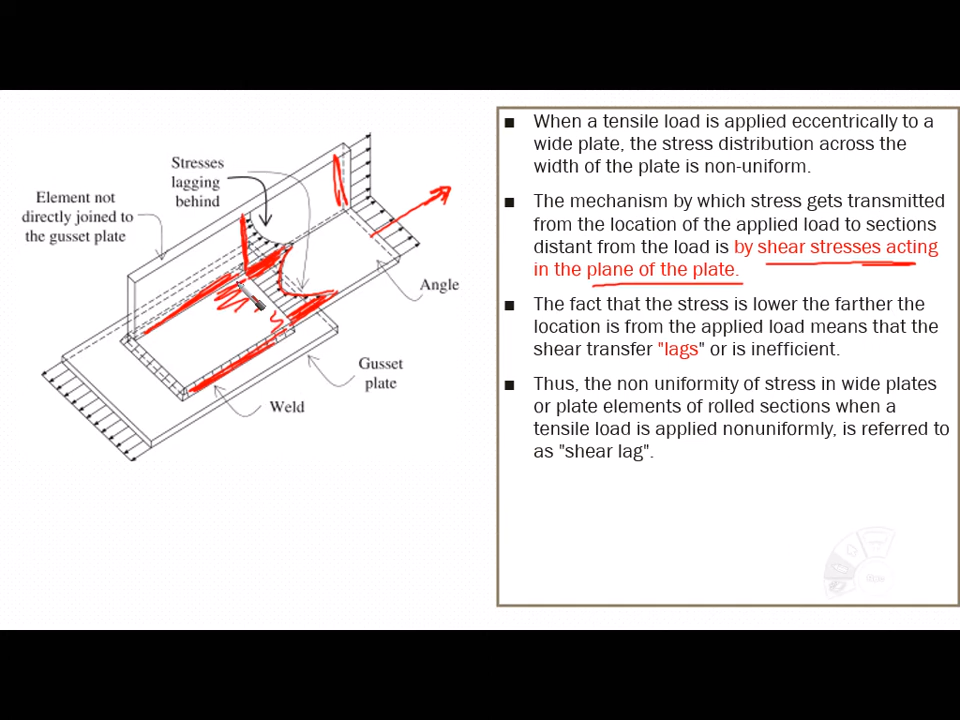 Stresses
lagging
behind
Element not
directly joined to
the gusset plate
Angle
Gusset
plate
Weld
■ When a tensile load is applied eccentrically to a
wide plate, the stress distribution across the
width of the plate is non-uniform.
■ The mechanism by which stress gets transmitted
from the location of the applied load to sections
distant from the load is by shear stresses acting
in the plane of the plate.
■ The fact that the stress is lower the farther the
location is from the applied load means that the
shear transfer "lags" or is inefficient.
■ Thus, the non uniformity of stress in wide plates
or plate elements of rolled sections when a
tensile load is applied nonuniformly, is referred to
as "shear lag".